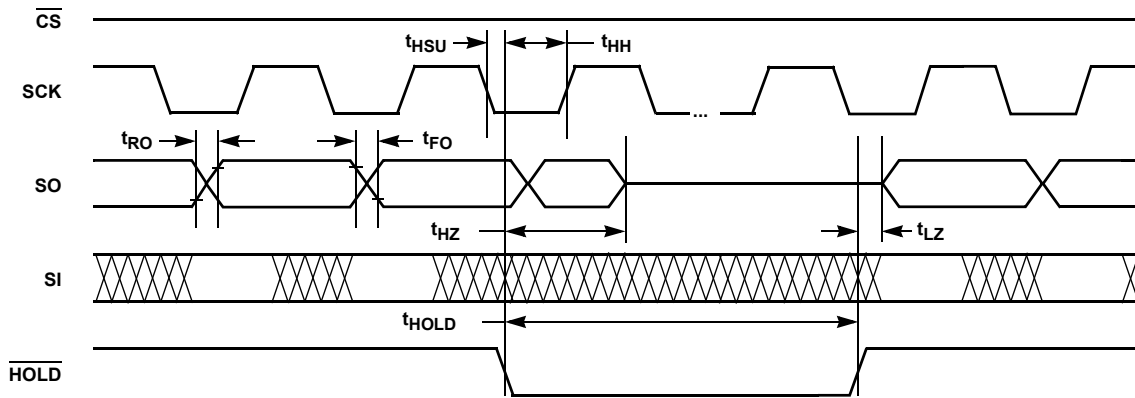 CS
tHSU
tHH
SCK
...
tRO
tFO
SO
tHZ
tLZ
SI
tHOLD
HOLD